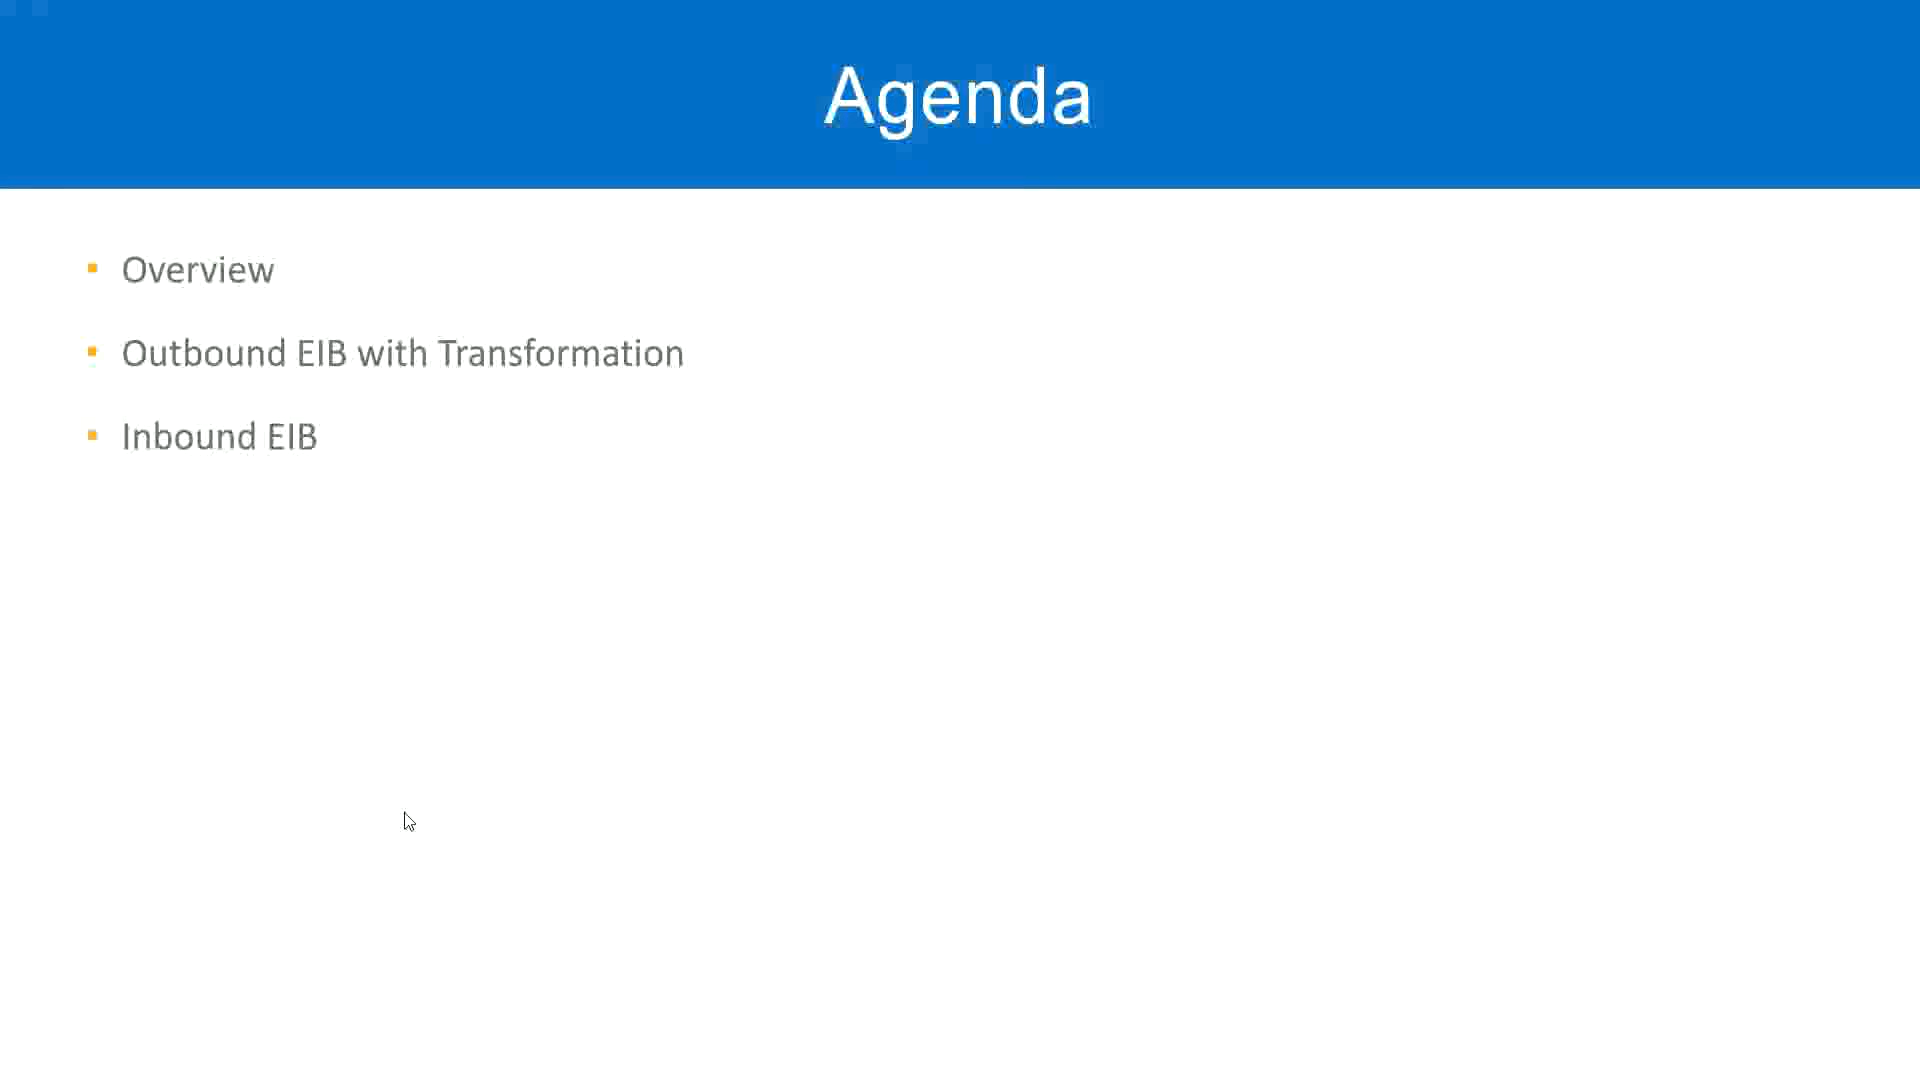 Agenda
▪ Overview
▪ Outbound EIB with Transformation
▪ Inbound EIB